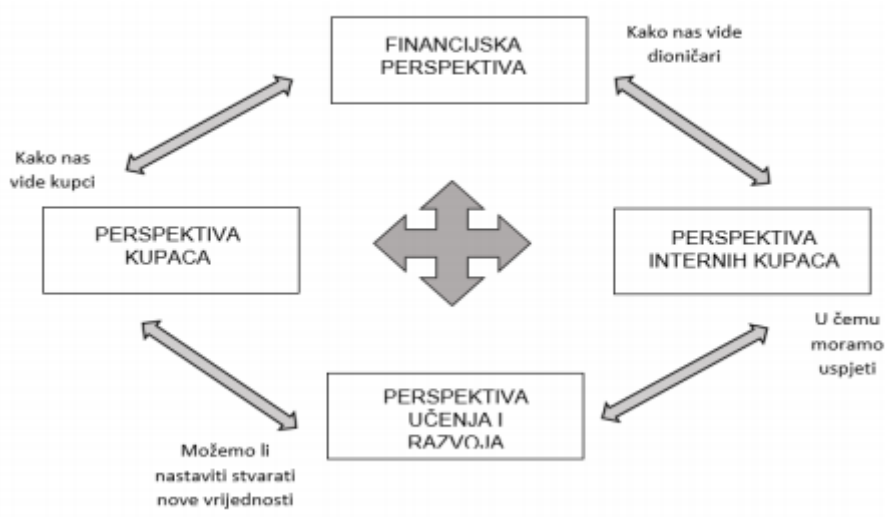 FINANCIJSKA
PERSPEKTIVA
Kako nas vide
dioničari
Kako nas
vide kupci
PERSPEKTIVA
KUPACA
PERSPEKTIVA
INTERNIH KUPACA
U čemu
moramo
uspjeti
PERSPEKTIVA
UČENJA I
RAZVOJA
Možemo li
nastaviti stvarati
nove vrijednosti